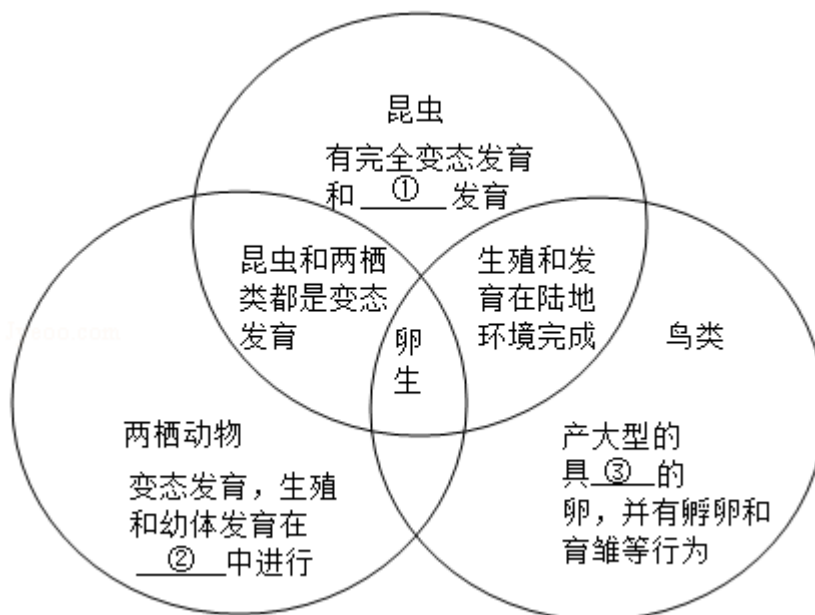 昆虫
有完全变态发育
和 ① 发育
昆虫和两栖
类都是变态
发育
生殖和发
育在陆地
环境完成
卵
生
鸟类
两栖动物
变态发育，生殖
和幼体发育在
② 中进行
产大型的
具 ③ 的
卵，并有孵卵和
育雏等行为